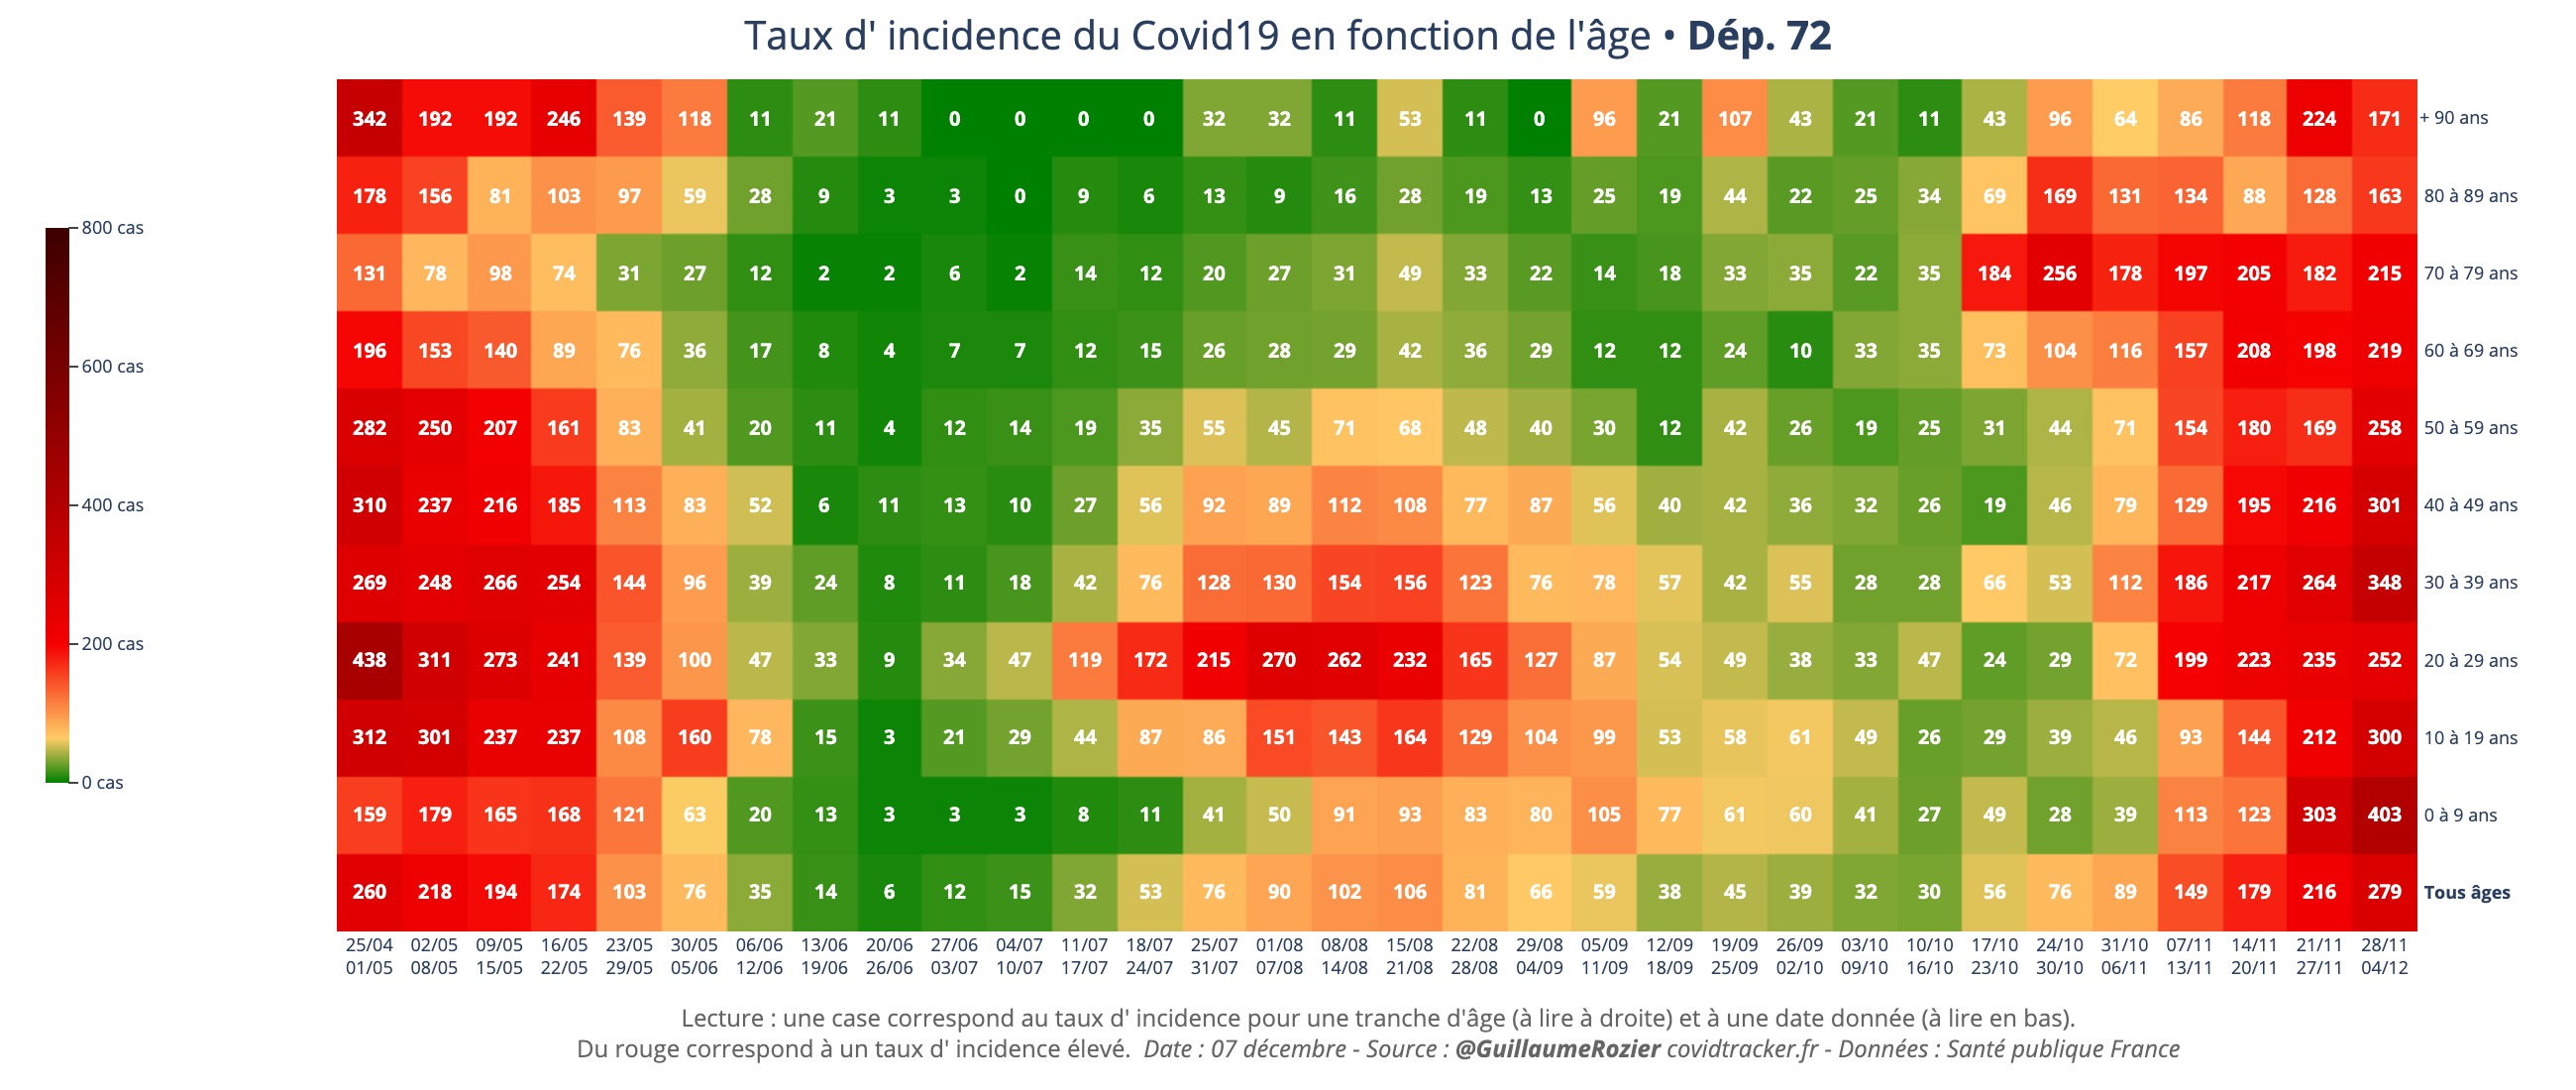 Taux d' incidence du Covid19 en fonction de l'âge • Dép. 72
342 192 192 246 139 118 11 21 11 0 0 0 0 32 32 11 53 11 0 96 21 107 43 21 11 43 96 64 86 118 224 171 + 90 ans
178 156 81 103 97 59 28 9 3 3 0 9 6 13 9 16 28 19 13 25 19 44 22 25 34 69 169 131 134 88 128 163 80 à 89 ans
800 cas
131 78 98 74 31 27 12 2 2 6 2 14 12 20 27 31 49 33 22 14 18 33 35 22 35 184 256 178 197 205 182 215 70 à 79 ans
196 153 140 89 76 36 17 8 4 7 7 12 15 26 28 29 42 36 29 12 12 24 10 33 35 73 104 116 157 208 198 219 60 à 69 ans
600 cas
282 250 207 161 83 41 20 11 4 12 14 19 35 55 45 71 68 48 40 30 12 42 26 19 25 31 44 71 154 180 169 258 50 à 59 ans
400 cas
310 237 216 185 113 83 52 6 11 13 10 27 56 92 89 112 108 77 87 56 40 42 36 32 26 19 46 79 129 195 216 301 40 à 49 ans
269 248 266 254 144 96 39 24 8 11 18 42 76 128 130 154 156 123 76 78 57 42 55 28 28 66 53 112 186 217 264 348 30 à 39 ans
200 cas
438 311 273 241 139 100 47 33 9 34 47 119 172 215 270 262 232 165 127 87 54 49 38 33 47 24 29 72 199 223 235 252 20 à 29 ans
312 301 237 237 108 160 78 15 3 21 29 44 87 86 151 143 164 129 104 99 53 58 61 49 26 29 39 46 93 144 212 300 10 à 19 ans
0 cas
159 179 165 168 121 63 20 13 3 3 3 8 11 41 50 91 93 83 80 105 77 61 60 41 27 49 28 39 113 123 303 403 0 à 9 ans
260 218 194 174 103 76 35 14 6 12 15 32 53 76 90 102 106 81 66 59 38 45 39 32 30 56 76 89 149 179 216 279 Tous âges
25/04 02/05 09/05 16/05 23/05 30/05 06/06 13/06 20/06 27/06 04/07 11/07 18/07 25/07 01/08 08/08 15/08 22/08 29/08 05/09 12/09 19/09 26/09 03/10 10/10 17/10 24/10 31/10 07/11 14/11 21/11 28/11
01/05 08/05 15/05 22/05 29/05 05/06 12/06 19/06 26/06 03/07 10/07 17/07 24/07 31/07 07/08 14/08 21/08 28/08 04/09 11/09 18/09 25/09 02/10 09/10 16/10 23/10 30/10 06/11 13/11 20/11 27/11 04/12
Lecture : une case correspond au taux d' incidence pour une tranche d'âge (à lire à droite) et à une date donnée (à lire en bas).
Du rouge correspond à un taux d' incidence élevé. Date : 07 décembre - Source : @GuillaumeRozier covidtracker.fr - Données : Santé publique France